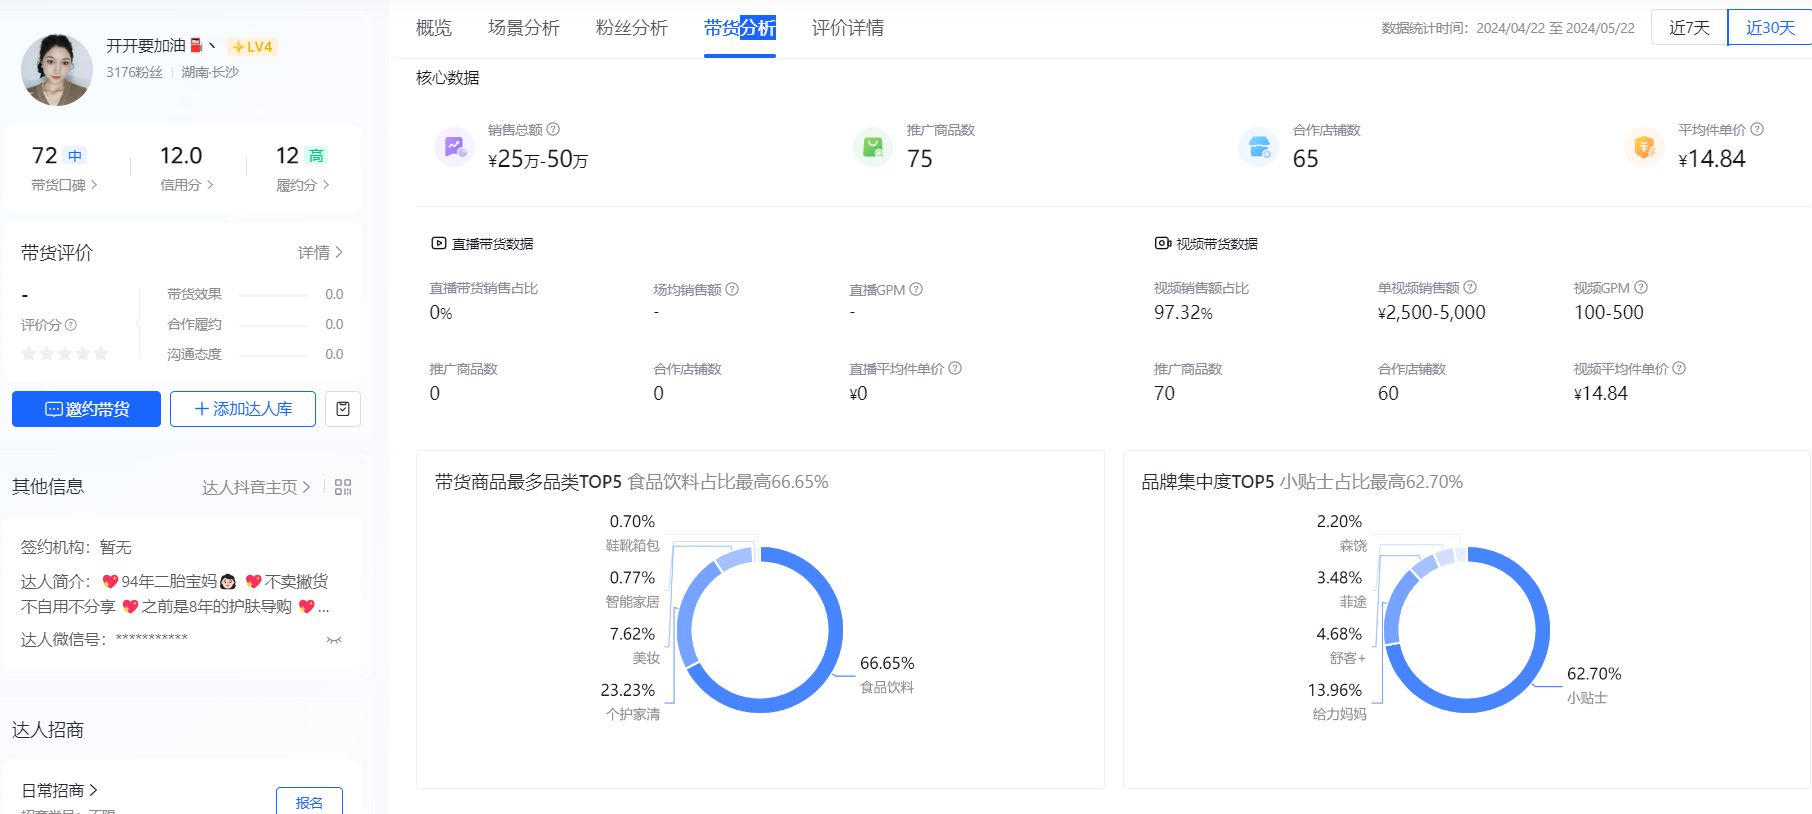 开开要加油⛽丶 LV4
3176粉丝 湖南·长沙
72 中
带货口碑 >
12.0
信用分 >
12 高
履约分 >
带货评价 详情 >
-
评价分
带货效果 0.0
合作履约 0.0
沟通态度 0.0
邀约带货
+ 添加达人库
其他信息 达人抖音主页 >
签约机构：暂无
达人简介：💖94年二胎宝妈👩🏻 💖不卖撇货
不自用不分享 💖之前是8年的护肤导购 💖...
达人微信号：***********
达人招商
日常招商 >
报名
概览 场景分析 粉丝分析 带货分析 评价详情
数据统计时间：2024/04/22 至 2024/05/22 近7天 近30天
核心数据
销售总额
¥25万-50万
推广商品数
75
合作店铺数
65
平均件单价
¥14.84
直播带货数据
直播带货销售占比
0%
场均销售额
-
直播GPM
-
推广商品数
0
合作店铺数
0
直播平均件单价
¥0
视频带货数据
视频销售额占比
97.32%
单视频销售额
¥2,500-5,000
视频GPM
100-500
推广商品数
70
合作店铺数
60
视频平均件单价
¥14.84
带货商品最多品类TOP5 食品饮料占比最高66.65%
0.70%
鞋靴箱包
0.77%
智能家居
7.62%
美妆
23.23%
个护家清
66.65%
食品饮料
品牌集中度TOP5 小贴士占比最高62.70%
2.20%
森饶
3.48%
菲途
4.68%
舒客+
13.96%
给力妈妈
62.70%
小贴士